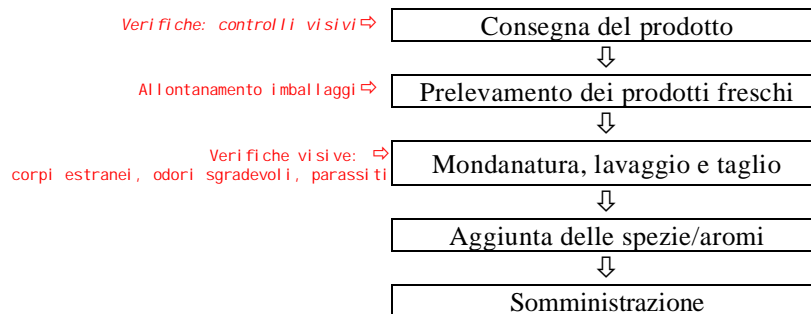 Verifiche: controlli visivi⇨
Consegna del prodotto
Allontanamento imballaggi⇨
Prelevamento dei prodotti freschi
Verifiche visive: ⇨
corpi estranei, odori sgradevoli, parassiti
Mondanatura, lavaggio e taglio
Aggiunta delle spezie/aromi
Somministrazione